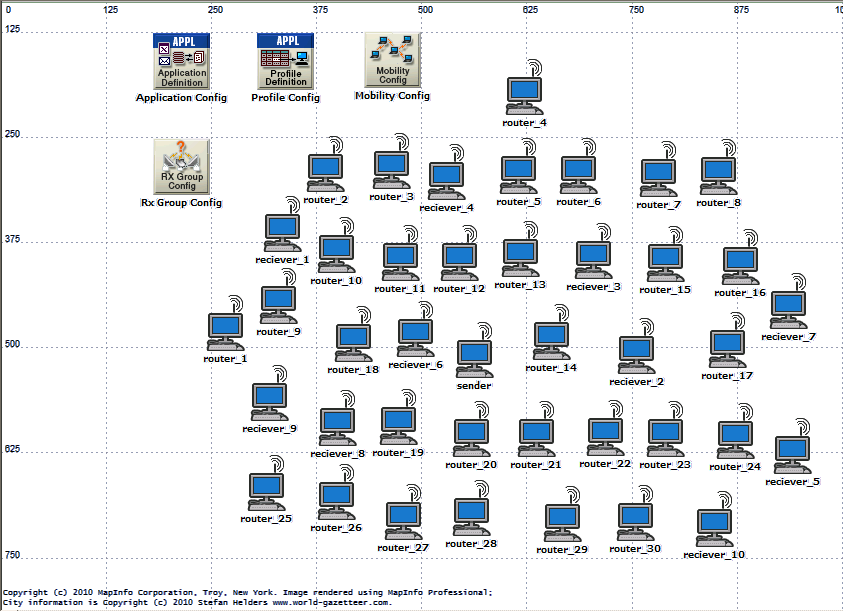 0 125 250 375 500 625 750 875 10
125
APPL Application Definition
Application Config
APPL Profile Definition
Profile Config
Mobility Config
Mobility Config
router_4
250
RX Group Config
Rx Group Config
router_2
router_3
reciever_4
router_5
router_6
router_7
router_8
375
reciever_1
router_10
router_11
router_12
router_13
reciever_3
router_15
router_16
router_9
reciever_7
500
router_1
router_18
reciever_6
sender
router_14
reciever_2
router_17
reciever_9
625
reciever_8
router_19
router_20
router_21
router_22
router_23
router_24
reciever_5
router_25
router_26
router_27
router_28
router_29
router_30
reciever_10
750
Copyright (c) 2010 MapInfo Corporation, Troy, New York. Image rendered using MapInfo Professional;
City information is Copyright (c) 2010 Stefan Helders www.world-gazetteer.com.